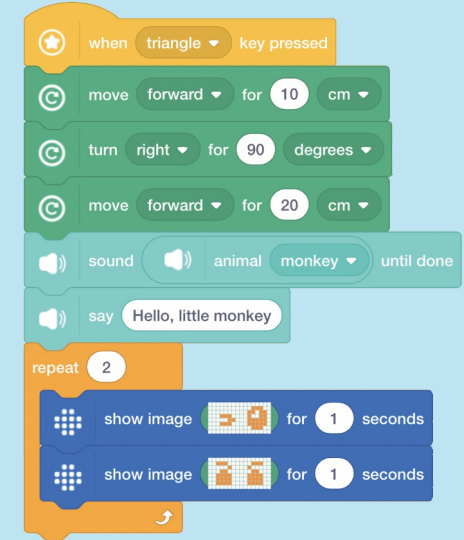 when triangle key pressed
move forward for 10 cm
turn right for 90 degrees
move forward for 20 cm
sound animal monkey until done
say Hello, little monkey
repeat 2
show image for 1 seconds
show image for 1 seconds